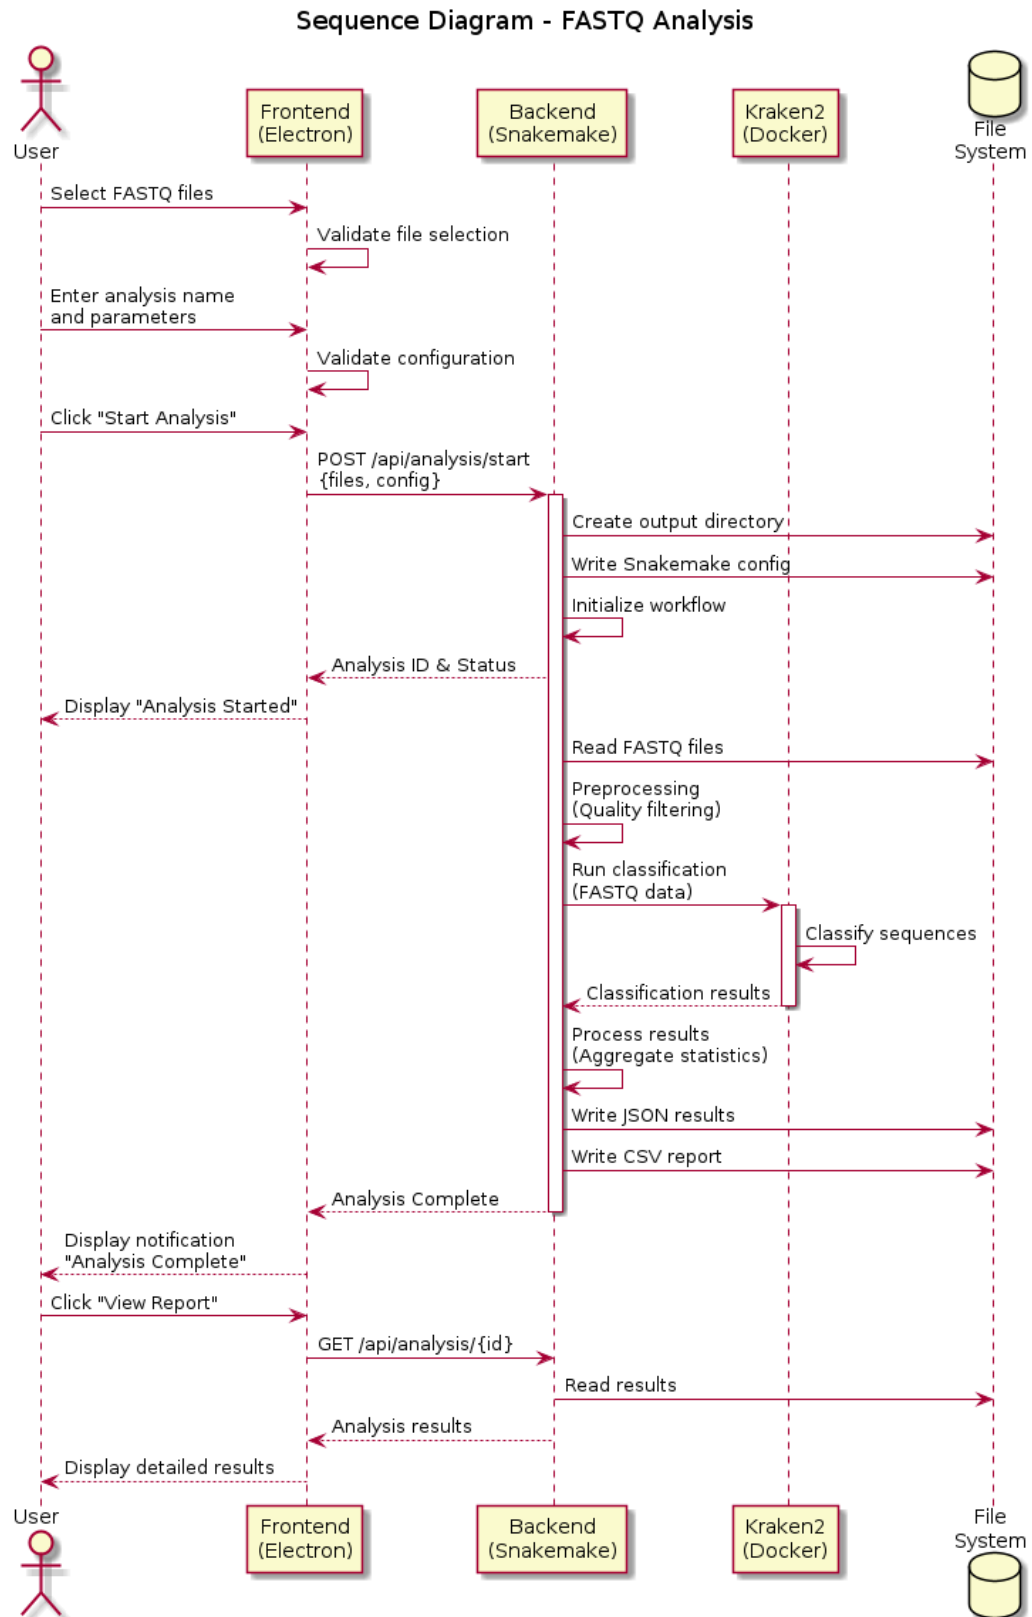 Sequence Diagram - FASTQ Analysis
User
Frontend
(Electron)
Backend
(Snakemake)
Kraken2
(Docker)
File
System
Select FASTQ files
Validate file selection
Enter analysis name
and parameters
Validate configuration
Click "Start Analysis"
POST /api/analysis/start
{files, config}
Create output directory
Write Snakemake config
Initialize workflow
Analysis ID & Status
Display "Analysis Started"
Read FASTQ files
Preprocessing
(Quality filtering)
Run classification
(FASTQ data)
Classify sequences
Classification results
Process results
(Aggregate statistics)
Write JSON results
Write CSV report
Analysis Complete
Display notification
"Analysis Complete"
Click "View Report"
GET /api/analysis/{id}
Read results
Analysis results
Display detailed results
User
Frontend
(Electron)
Backend
(Snakemake)
Kraken2
(Docker)
File
System